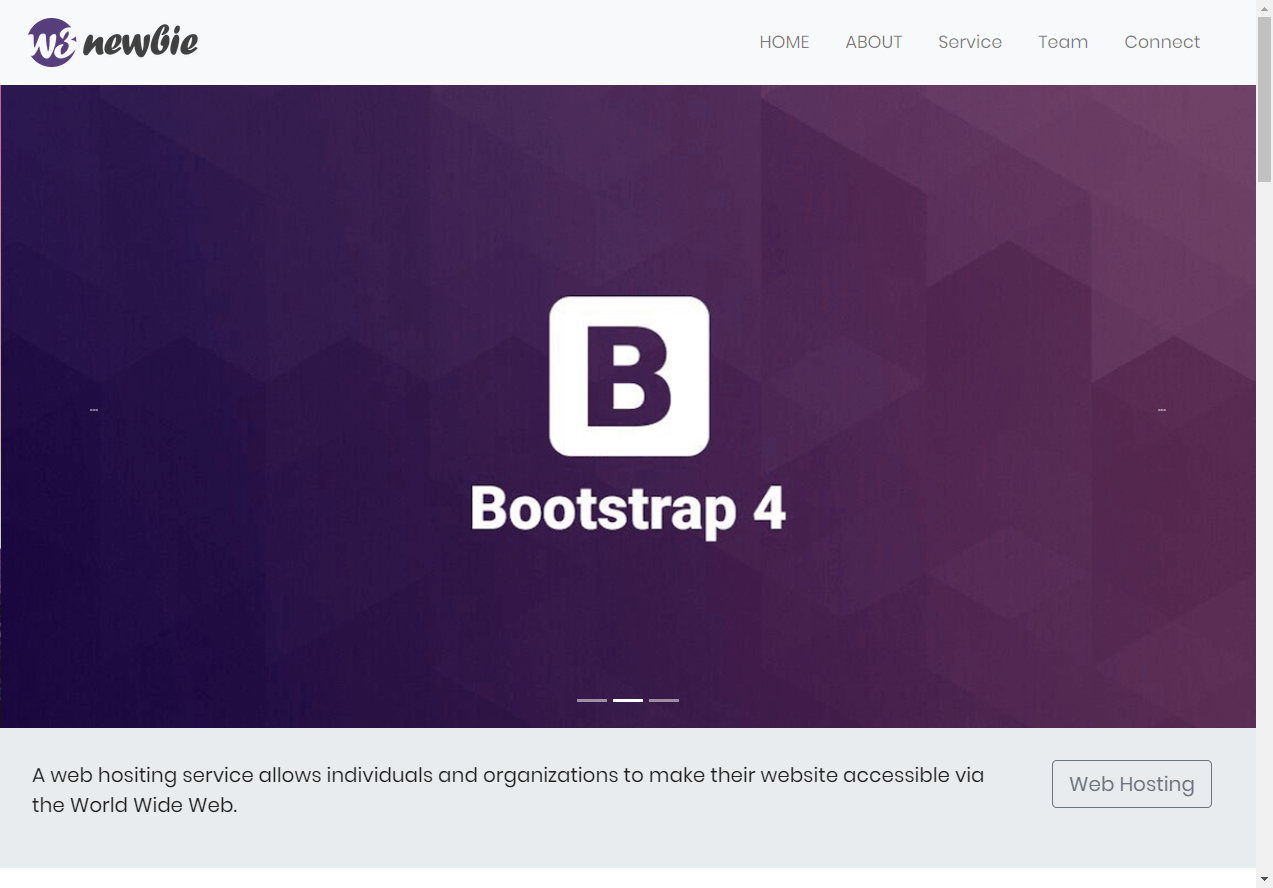 W3 newbie
HOME ABOUT Service Team Connect
B
Bootstrap 4
A web hositing service allows individuals and organizations to make their website accessible via
the World Wide Web.
Web Hosting